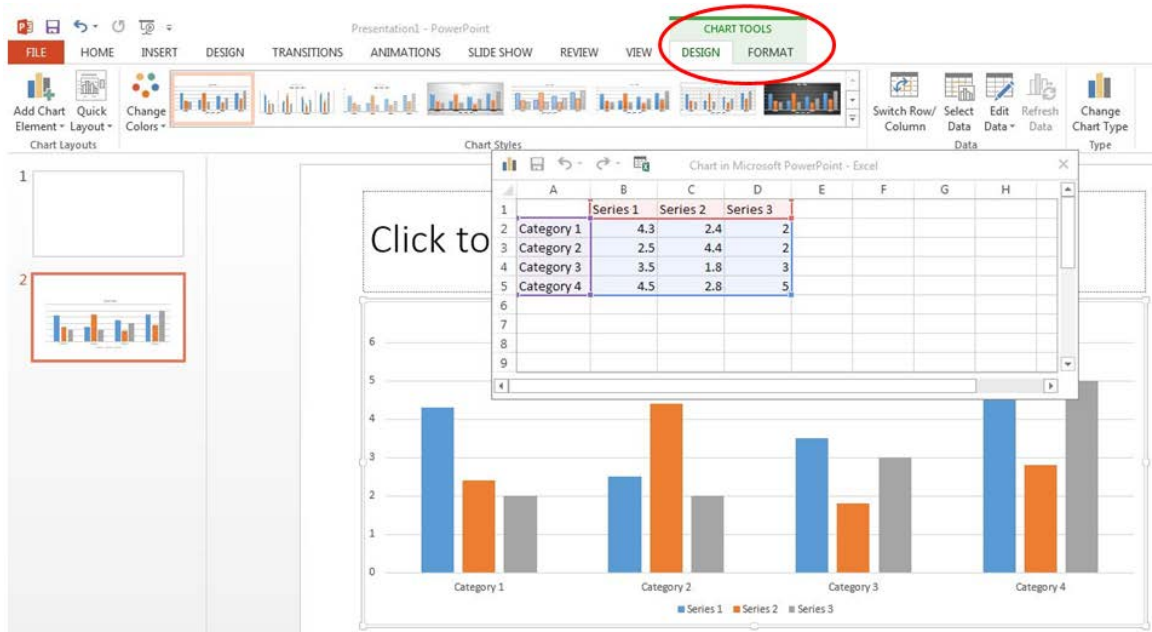 Presentation1 - PowerPoint
CHART TOOLS
FILE HOME INSERT DESIGN TRANSITIONS ANIMATIONS SLIDE SHOW REVIEW VIEW DESIGN FORMAT
Add Chart Element Quick Layout Change Colors Switch Row/ Column Select Data Edit Data Refresh Data Change Chart Type
Chart Layouts Chart Styles Data Type
Chart in Microsoft PowerPoint - Excel
A B C D E F G H
1 Series 1 Series 2 Series 3
2 Category 1 4.3 2.4 2
3 Category 2 2.5 4.4 2
4 Category 3 3.5 1.8 3
5 Category 4 4.5 2.8 5
6
7
8
9
1
2
Click to
6
5
4
3
2
1
0
Category 1 Category 2 Category 3 Category 4
Series 1 Series 2 Series 3